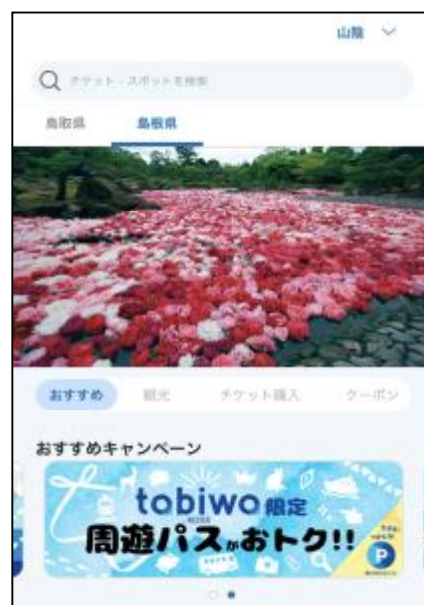 山陰
チケット・スポットを検索
鳥取県 島根県
おすすめ 観光 チケット購入 クーポン
おすすめキャンペーン
tobiwo限定
周遊パスがおトク!!
P